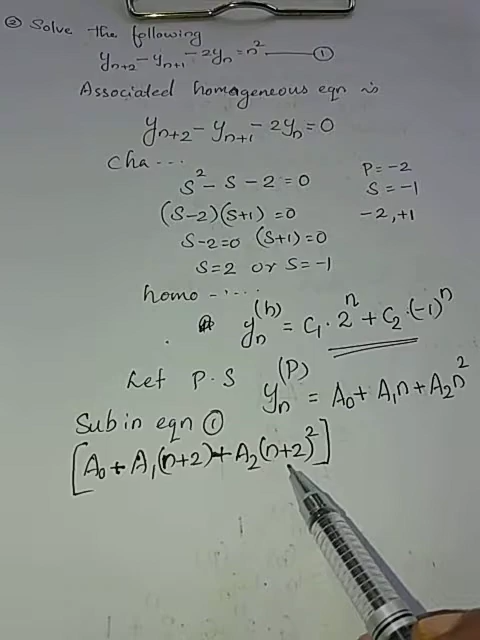 ② Solve the following
yₙ₊₂ - yₙ₊₁ - 2yₙ = n² — ①
Associated homageneous eqn is
yₙ₊₂ - yₙ₊₁ - 2yₙ = 0
Cha...
S² - S - 2 = 0 P = -2
(S-2)(S+1) = 0 S = -1
S-2=0 (S+1)=0 -2, +1
S=2 or S=-1
homo -....
yₙ⁽ʰ⁾ = C₁·2ⁿ + C₂·(-1)ⁿ
Let P.S yₙ⁽ᴾ⁾ = A₀ + A₁n + A₂n²
Sub in eqn ①
[A₀ + A₁(n+2) + A₂(n+2)²]